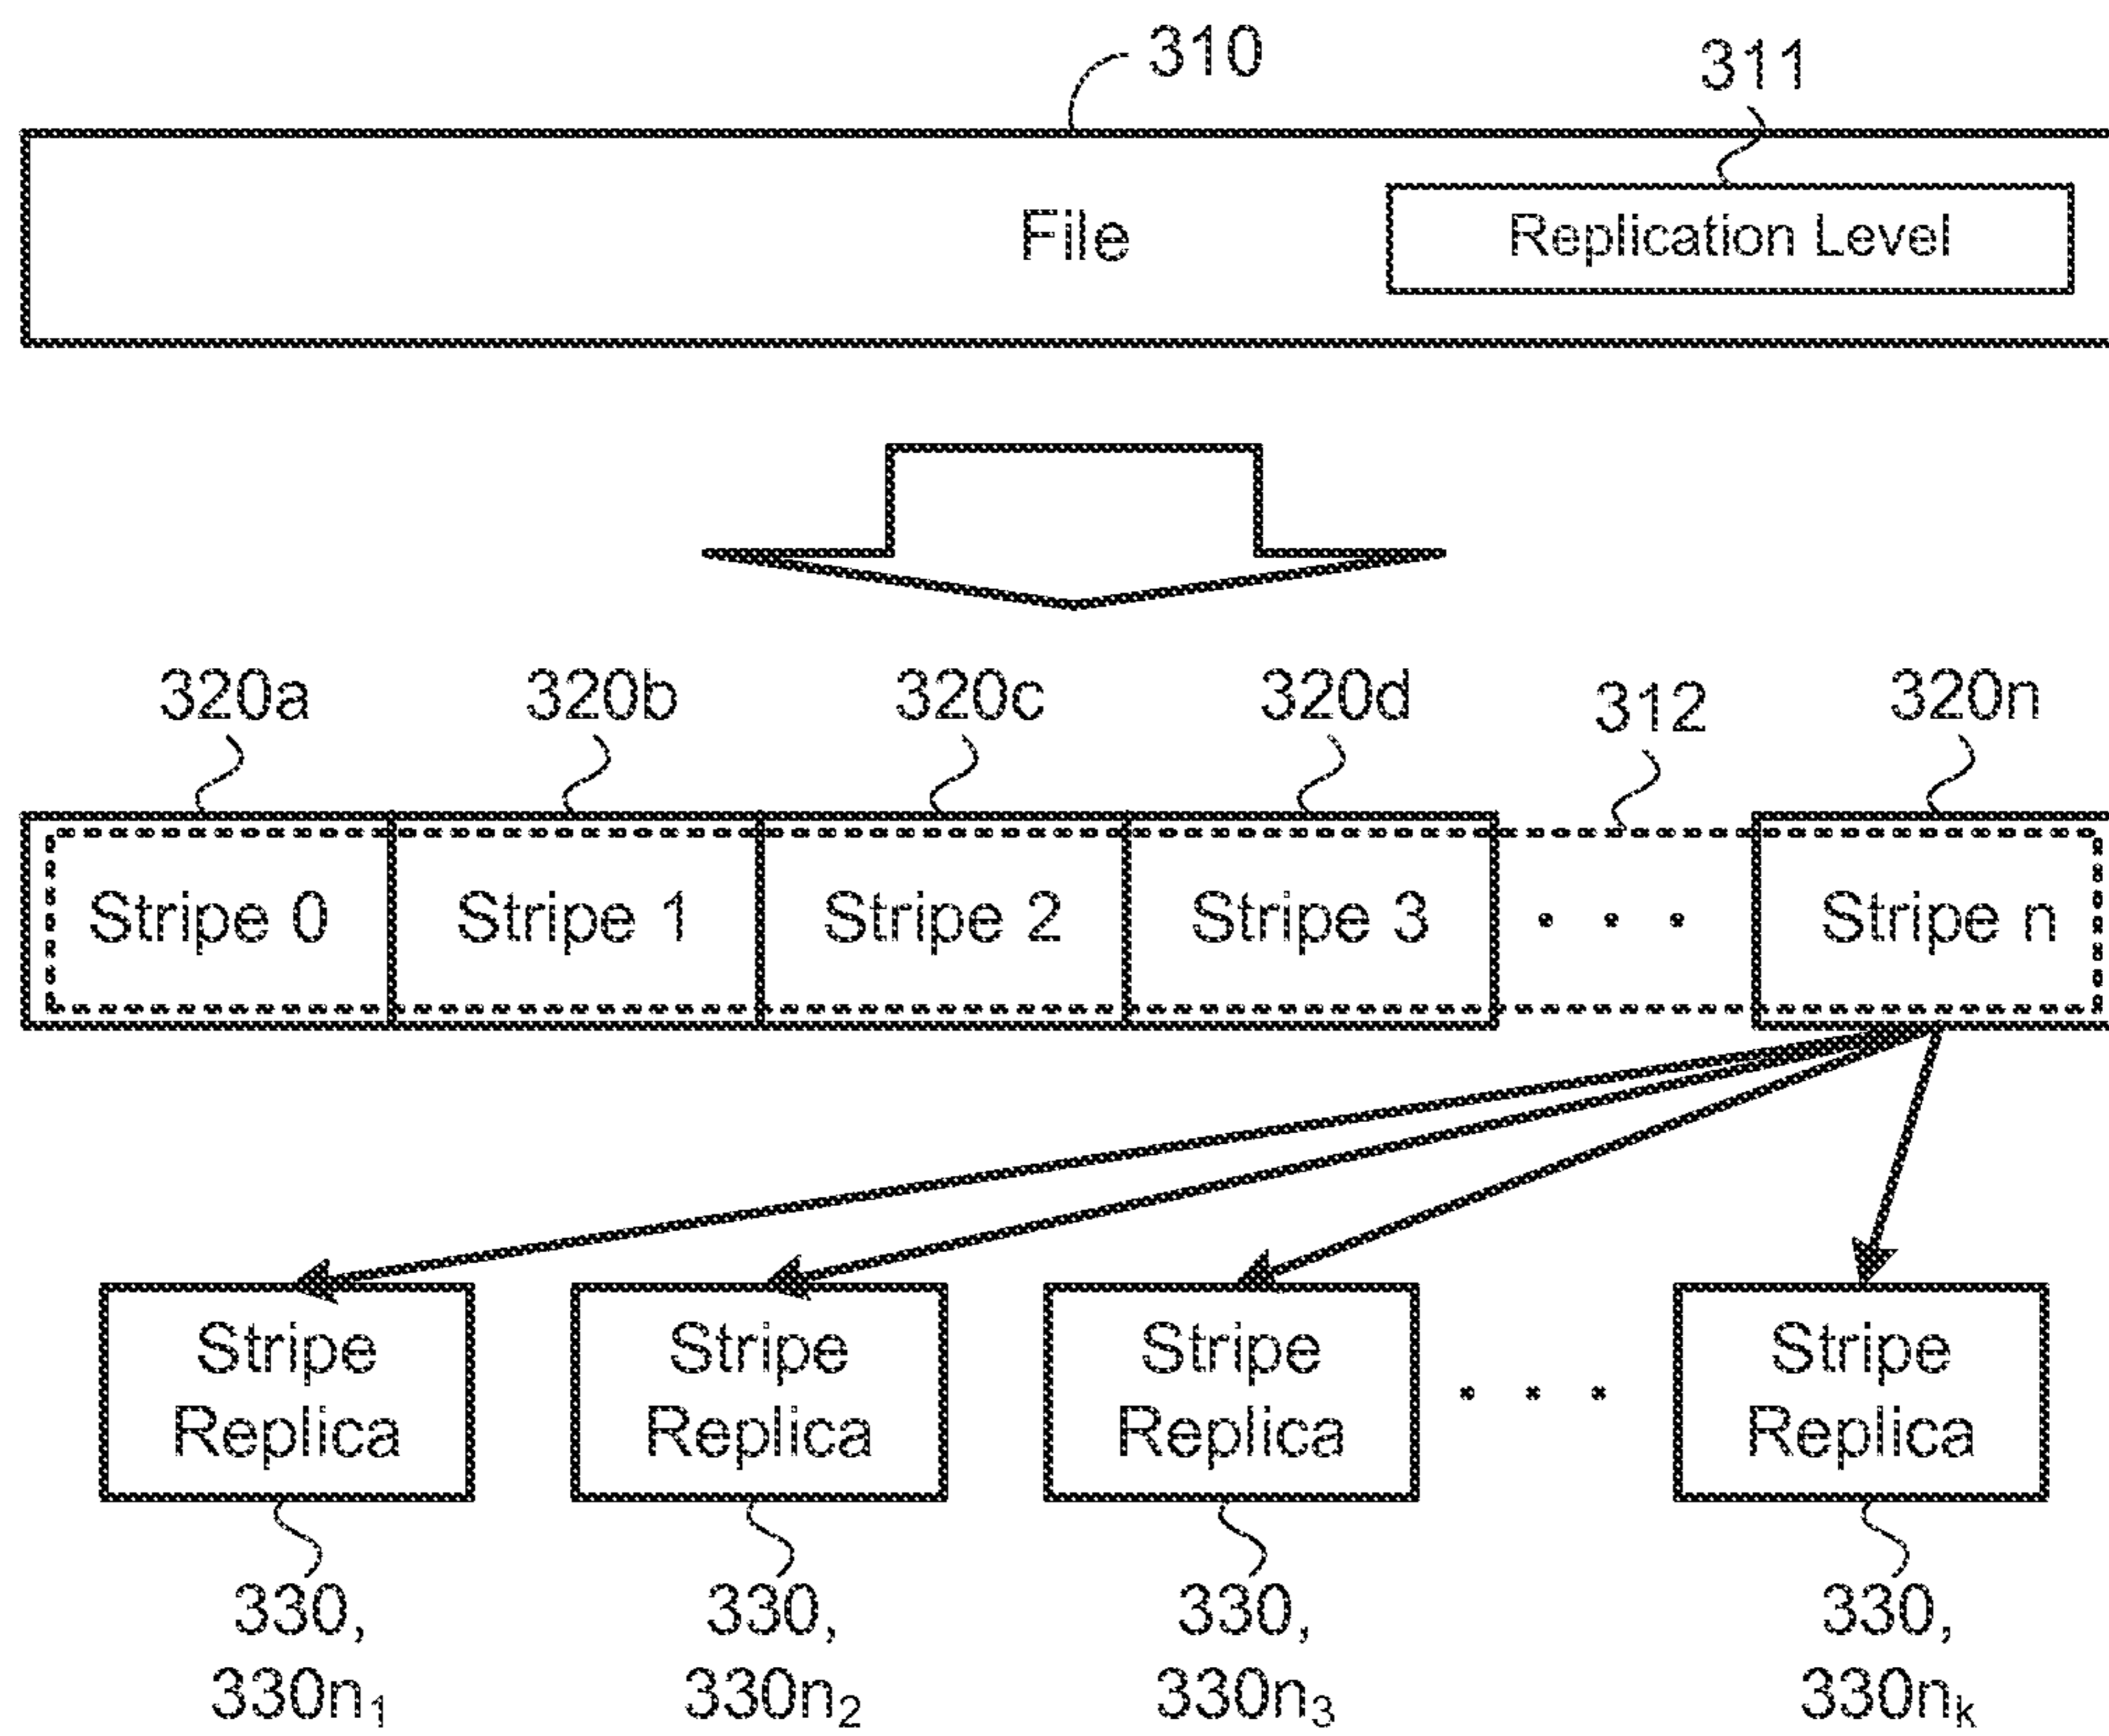 310
311
File
Replication Level
320a 320b 320c 320d 312 320n
Stripe 0 Stripe 1 Stripe 2 Stripe 3 . . . Stripe n
Stripe Stripe Stripe Stripe
Replica Replica Replica . . . Replica
330, 330, 330, 330,
330n₁ 330n₂ 330n₃ 330nₖ